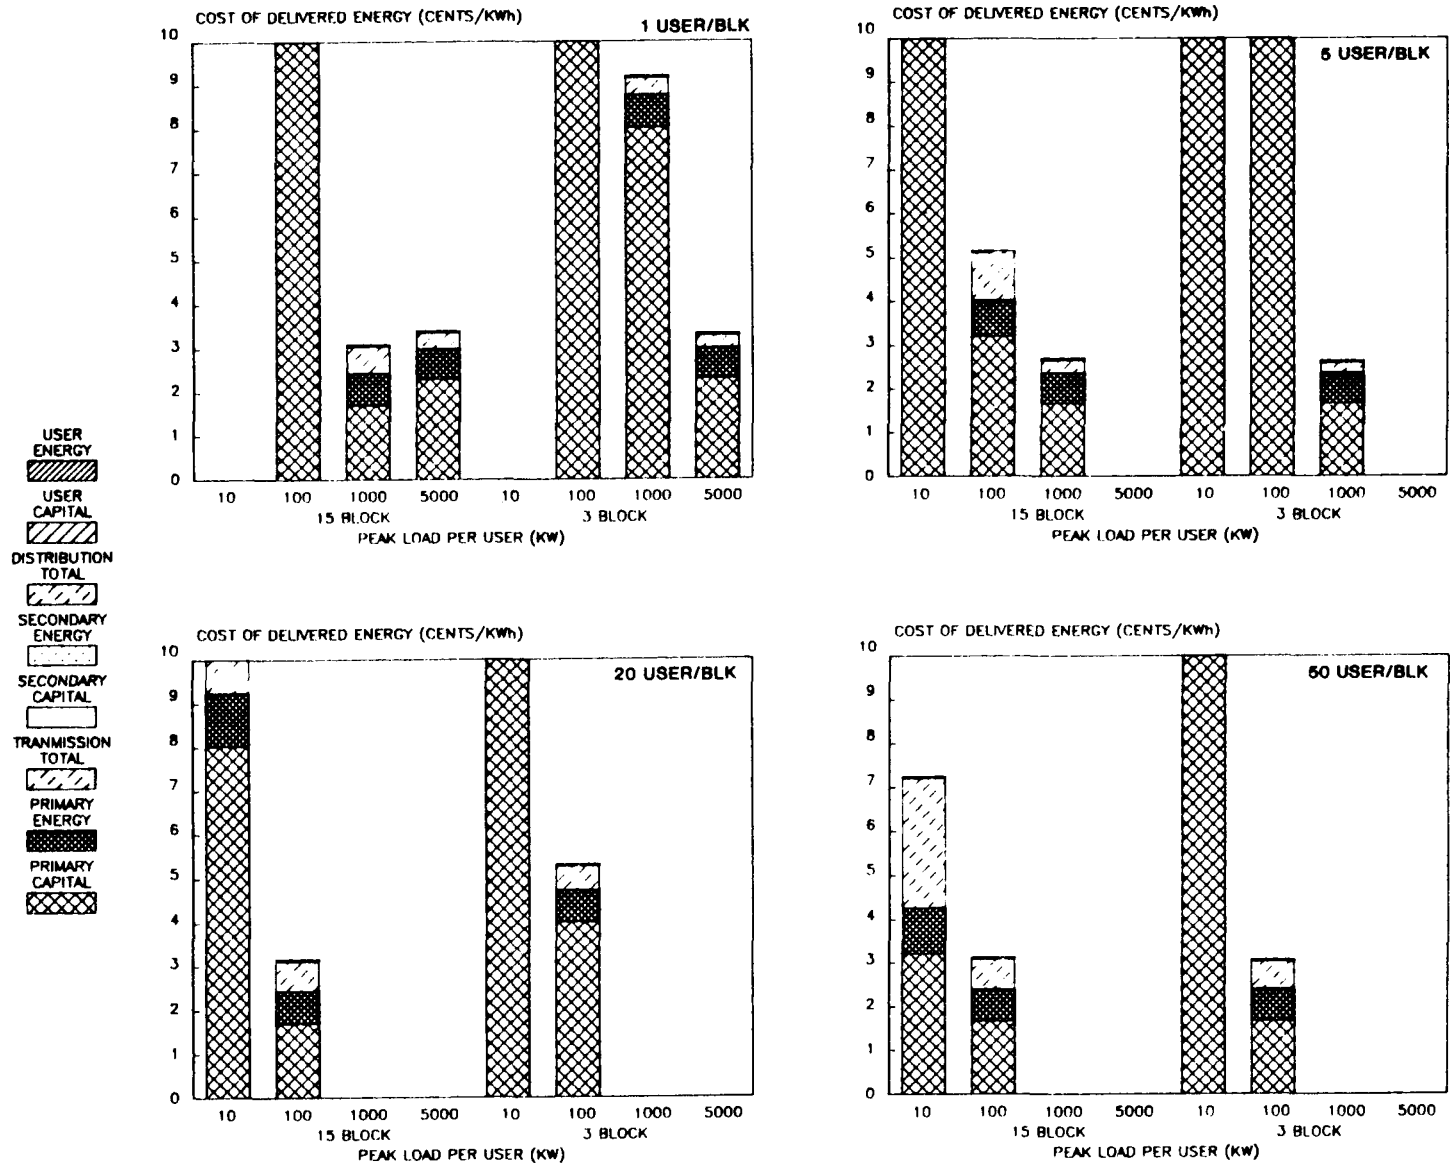 COST OF DELIVERED ENERGY (CENTS/KWh)
1 USER/BLK
10
9
8
7
6
5
4
3
2
1
0
10 100 1000 5000 10 100 1000 5000
15 BLOCK 3 BLOCK
PEAK LOAD PER USER (KW)
COST OF DELIVERED ENERGY (CENTS/KWh)
5 USER/BLK
10
9
8
7
6
5
4
3
2
1
0
10 100 1000 5000 10 100 1000 5000
15 BLOCK 3 BLOCK
PEAK LOAD PER USER (KW)
USER
ENERGY
USER
CAPITAL
DISTRIBUTION
TOTAL
SECONDARY
ENERGY
SECONDARY
CAPITAL
TRANMISSION
TOTAL
PRIMARY
ENERGY
PRIMARY
CAPITAL
COST OF DELIVERED ENERGY (CENTS/KWh)
20 USER/BLK
10
9
8
7
6
5
4
3
2
1
0
10 100 1000 5000 10 100 1000 5000
15 BLOCK 3 BLOCK
PEAK LOAD PER USER (KW)
COST OF DELIVERED ENERGY (CENTS/KWh)
50 USER/BLK
10
9
8
7
6
5
4
3
2
1
0
10 100 1000 5000 10 100 1000 5000
15 BLOCK 3 BLOCK
PEAK LOAD PER USER (KW)